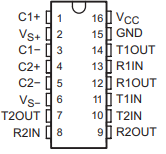 C1+ 1 16 VCC
VS+ 2 15 GND
C1− 3 14 T1OUT
C2+ 4 13 R1IN
C2− 5 12 R1OUT
VS− 6 11 T1IN
T2OUT 7 10 T2IN
R2IN 8 9 R2OUT